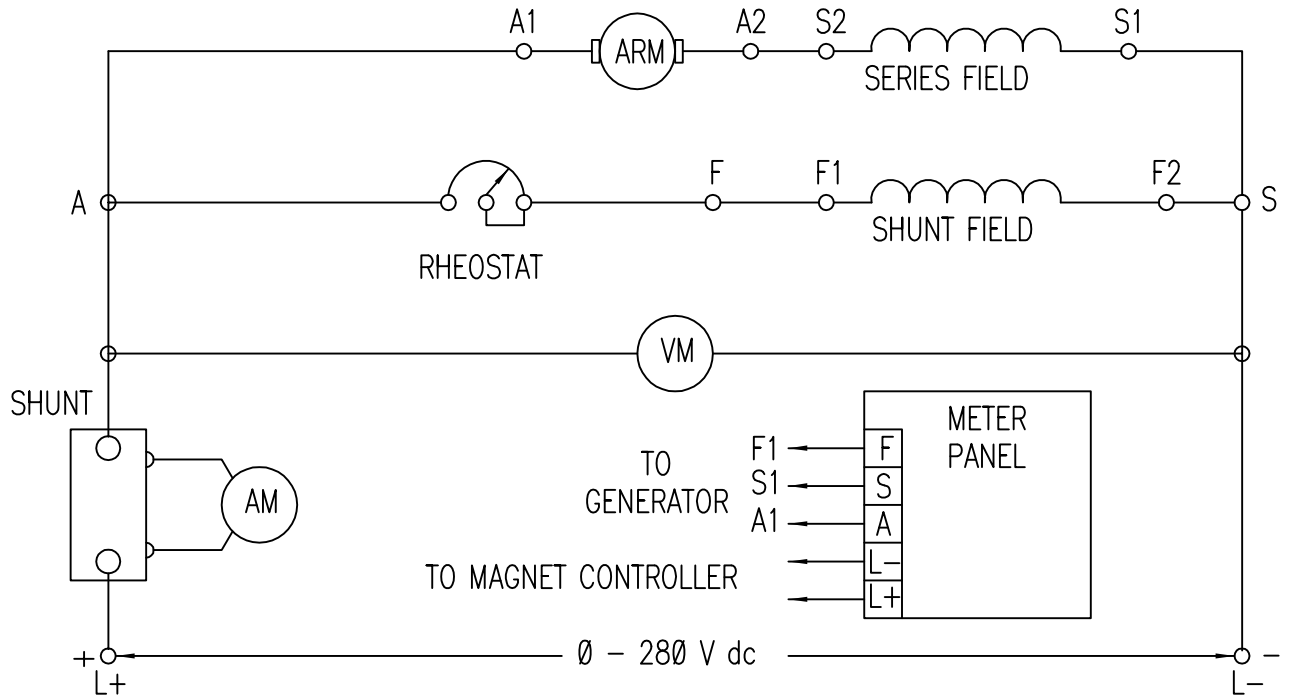 A1
ARM
A2
S2
S1
SERIES FIELD
A
F
F1
F2
S
SHUNT FIELD
RHEOSTAT
VM
SHUNT
AM
METER
PANEL
TO
GENERATOR
F1
F
S1
S
A1
A
TO MAGNET CONTROLLER
L-
L+
+
Ø - 28Ø V dc
-
L+
L-